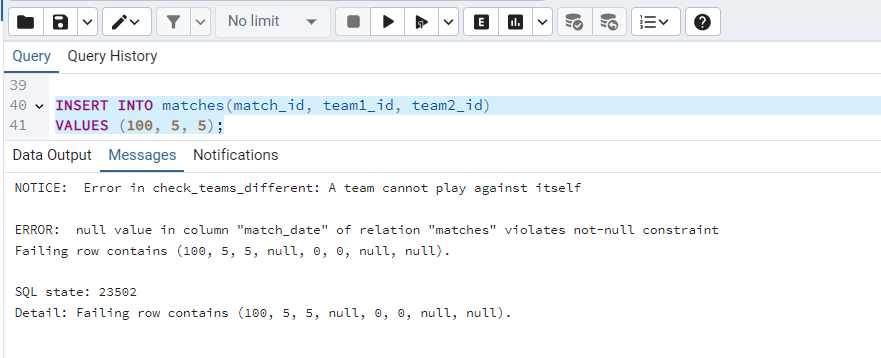 No limit
E
Query Query History
39
40 INSERT INTO matches(match_id, team1_id, team2_id)
41 VALUES (100, 5, 5);
Data Output Messages Notifications
NOTICE:  Error in check_teams_different: A team cannot play against itself
ERROR:  null value in column "match_date" of relation "matches" violates not-null constraint
Failing row contains (100, 5, 5, null, 0, 0, null, null).
SQL state: 23502
Detail: Failing row contains (100, 5, 5, null, 0, 0, null, null).